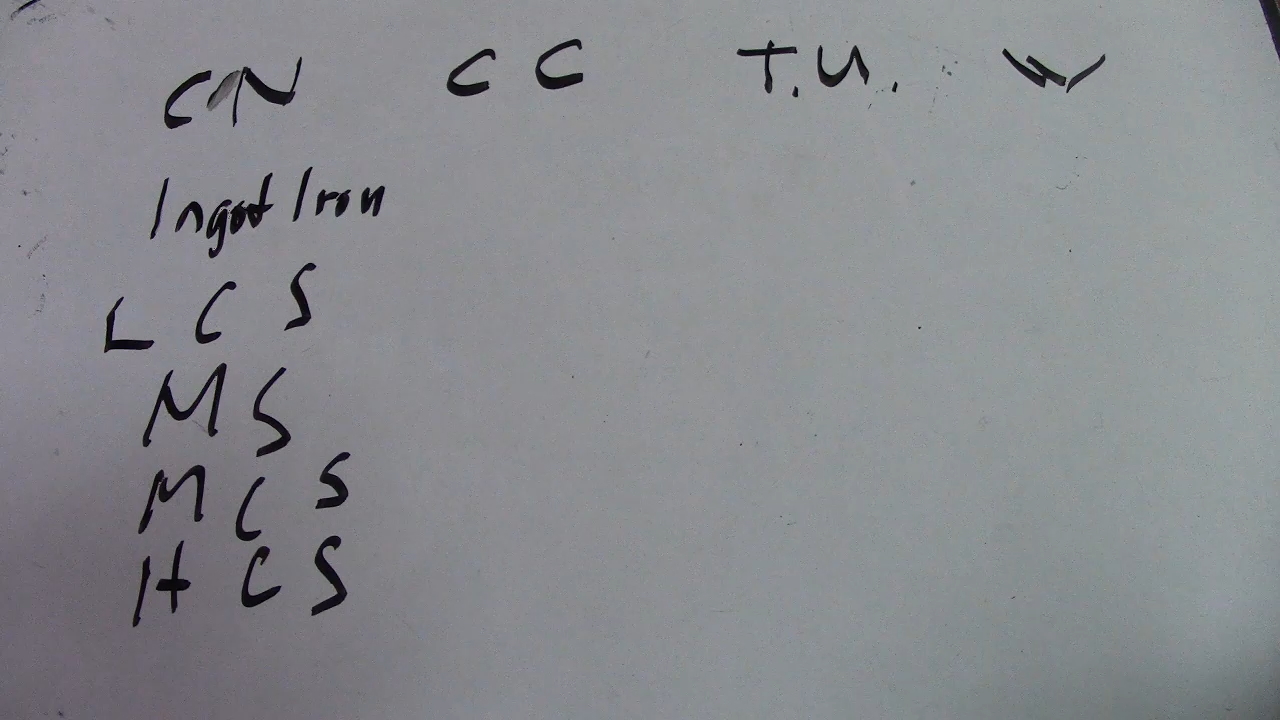 CN CC T.U. W
Ingot Iron
L C S
M S
M C S
H C S